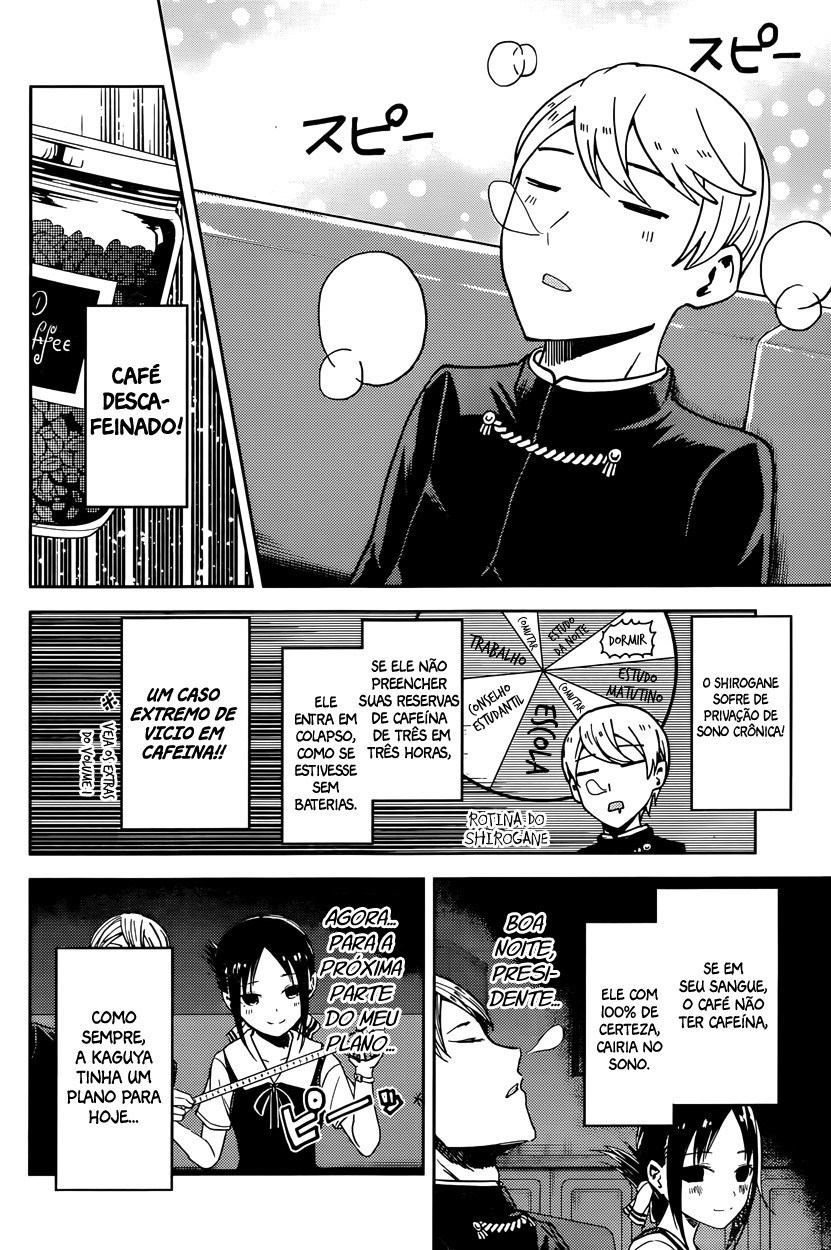 スピー
スピー
CAFÉ
DESCA-
FEINADO!
O SHIROGANE
SOFRE DE
PRIVAÇÃO DE
SONO CRÔNICA!
TRABALHO
COMUTAR
ESTUDO
DA NOITE
DORMIR
ESTUDO
MATUTINO
CONSELHO
ESTUDANTIL
COMUTAR
ESCOLA
ROTINA DO
SHIROGANE
SE ELE NÃO
PREENCHER
SUAS RESERVAS
DE CAFEÍNA
DE TRÊS EM
TRÊS HORAS,
ELE
ENTRA EM
COLAPSO,
COMO SE
ESTIVESSE
SEM
BATERIAS.
UM CASO
EXTREMO DE
VICIO EM
CAFEINA!!
※ VEJA OS EXTRAS
DO VOLUME 1
SE EM
SEU SANGUE,
O CAFÉ NÃO
TER CAFEÍNA,
ELE COM
100% DE
CERTEZA,
CAIRIA NO
SONO.
BOA
NOITE,
PRESI-
DENTE...
AGORA...
PARA A
PRÓXIMA
PARTE
DO MEU
PLANO...
ピーッ
COMO
SEMPRE,
A KAGUYA
TINHA UM
PLANO PARA
HOJE...